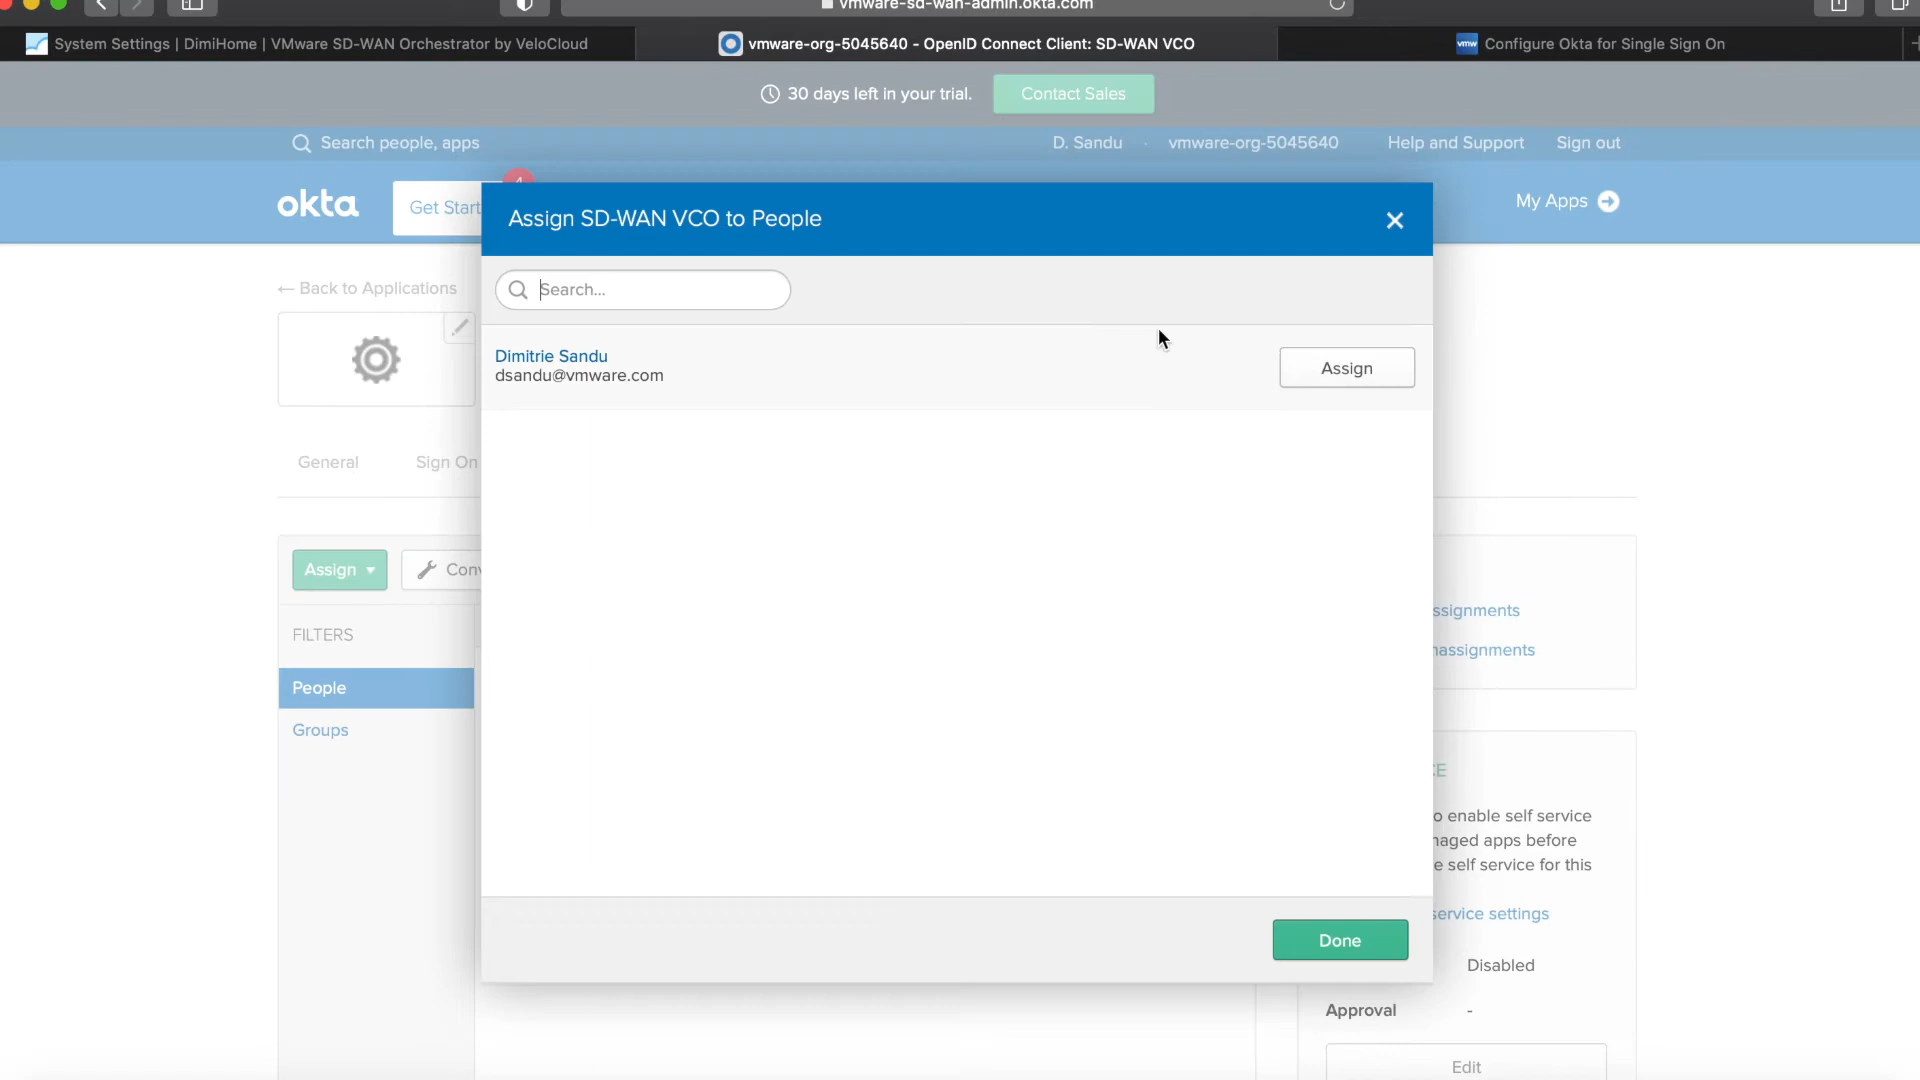 vmware-sd-wan-admin.okta.com
System Settings | DimiHome | VMware SD-WAN Orchestrator by VeloCloud
vmware-org-5045640 - OpenID Connect Client: SD-WAN VCO
vmw
Configure Okta for Single Sign On
30 days left in your trial.
Contact Sales
Search people, apps
D. Sandu
vmware-org-5045640
Help and Support
Sign out
okta
Get Start
4
My Apps
Assign SD-WAN VCO to People
← Back to Applications
Search...
Dimitrie Sandu
dsandu@vmware.com
Assign
General
Sign On
Assign
Conv
FILTERS
People
Groups
ssignments
nassignments
CE
o enable self service
naged apps before
e self service for this
service settings
Disabled
Approval
-
Edit
Done